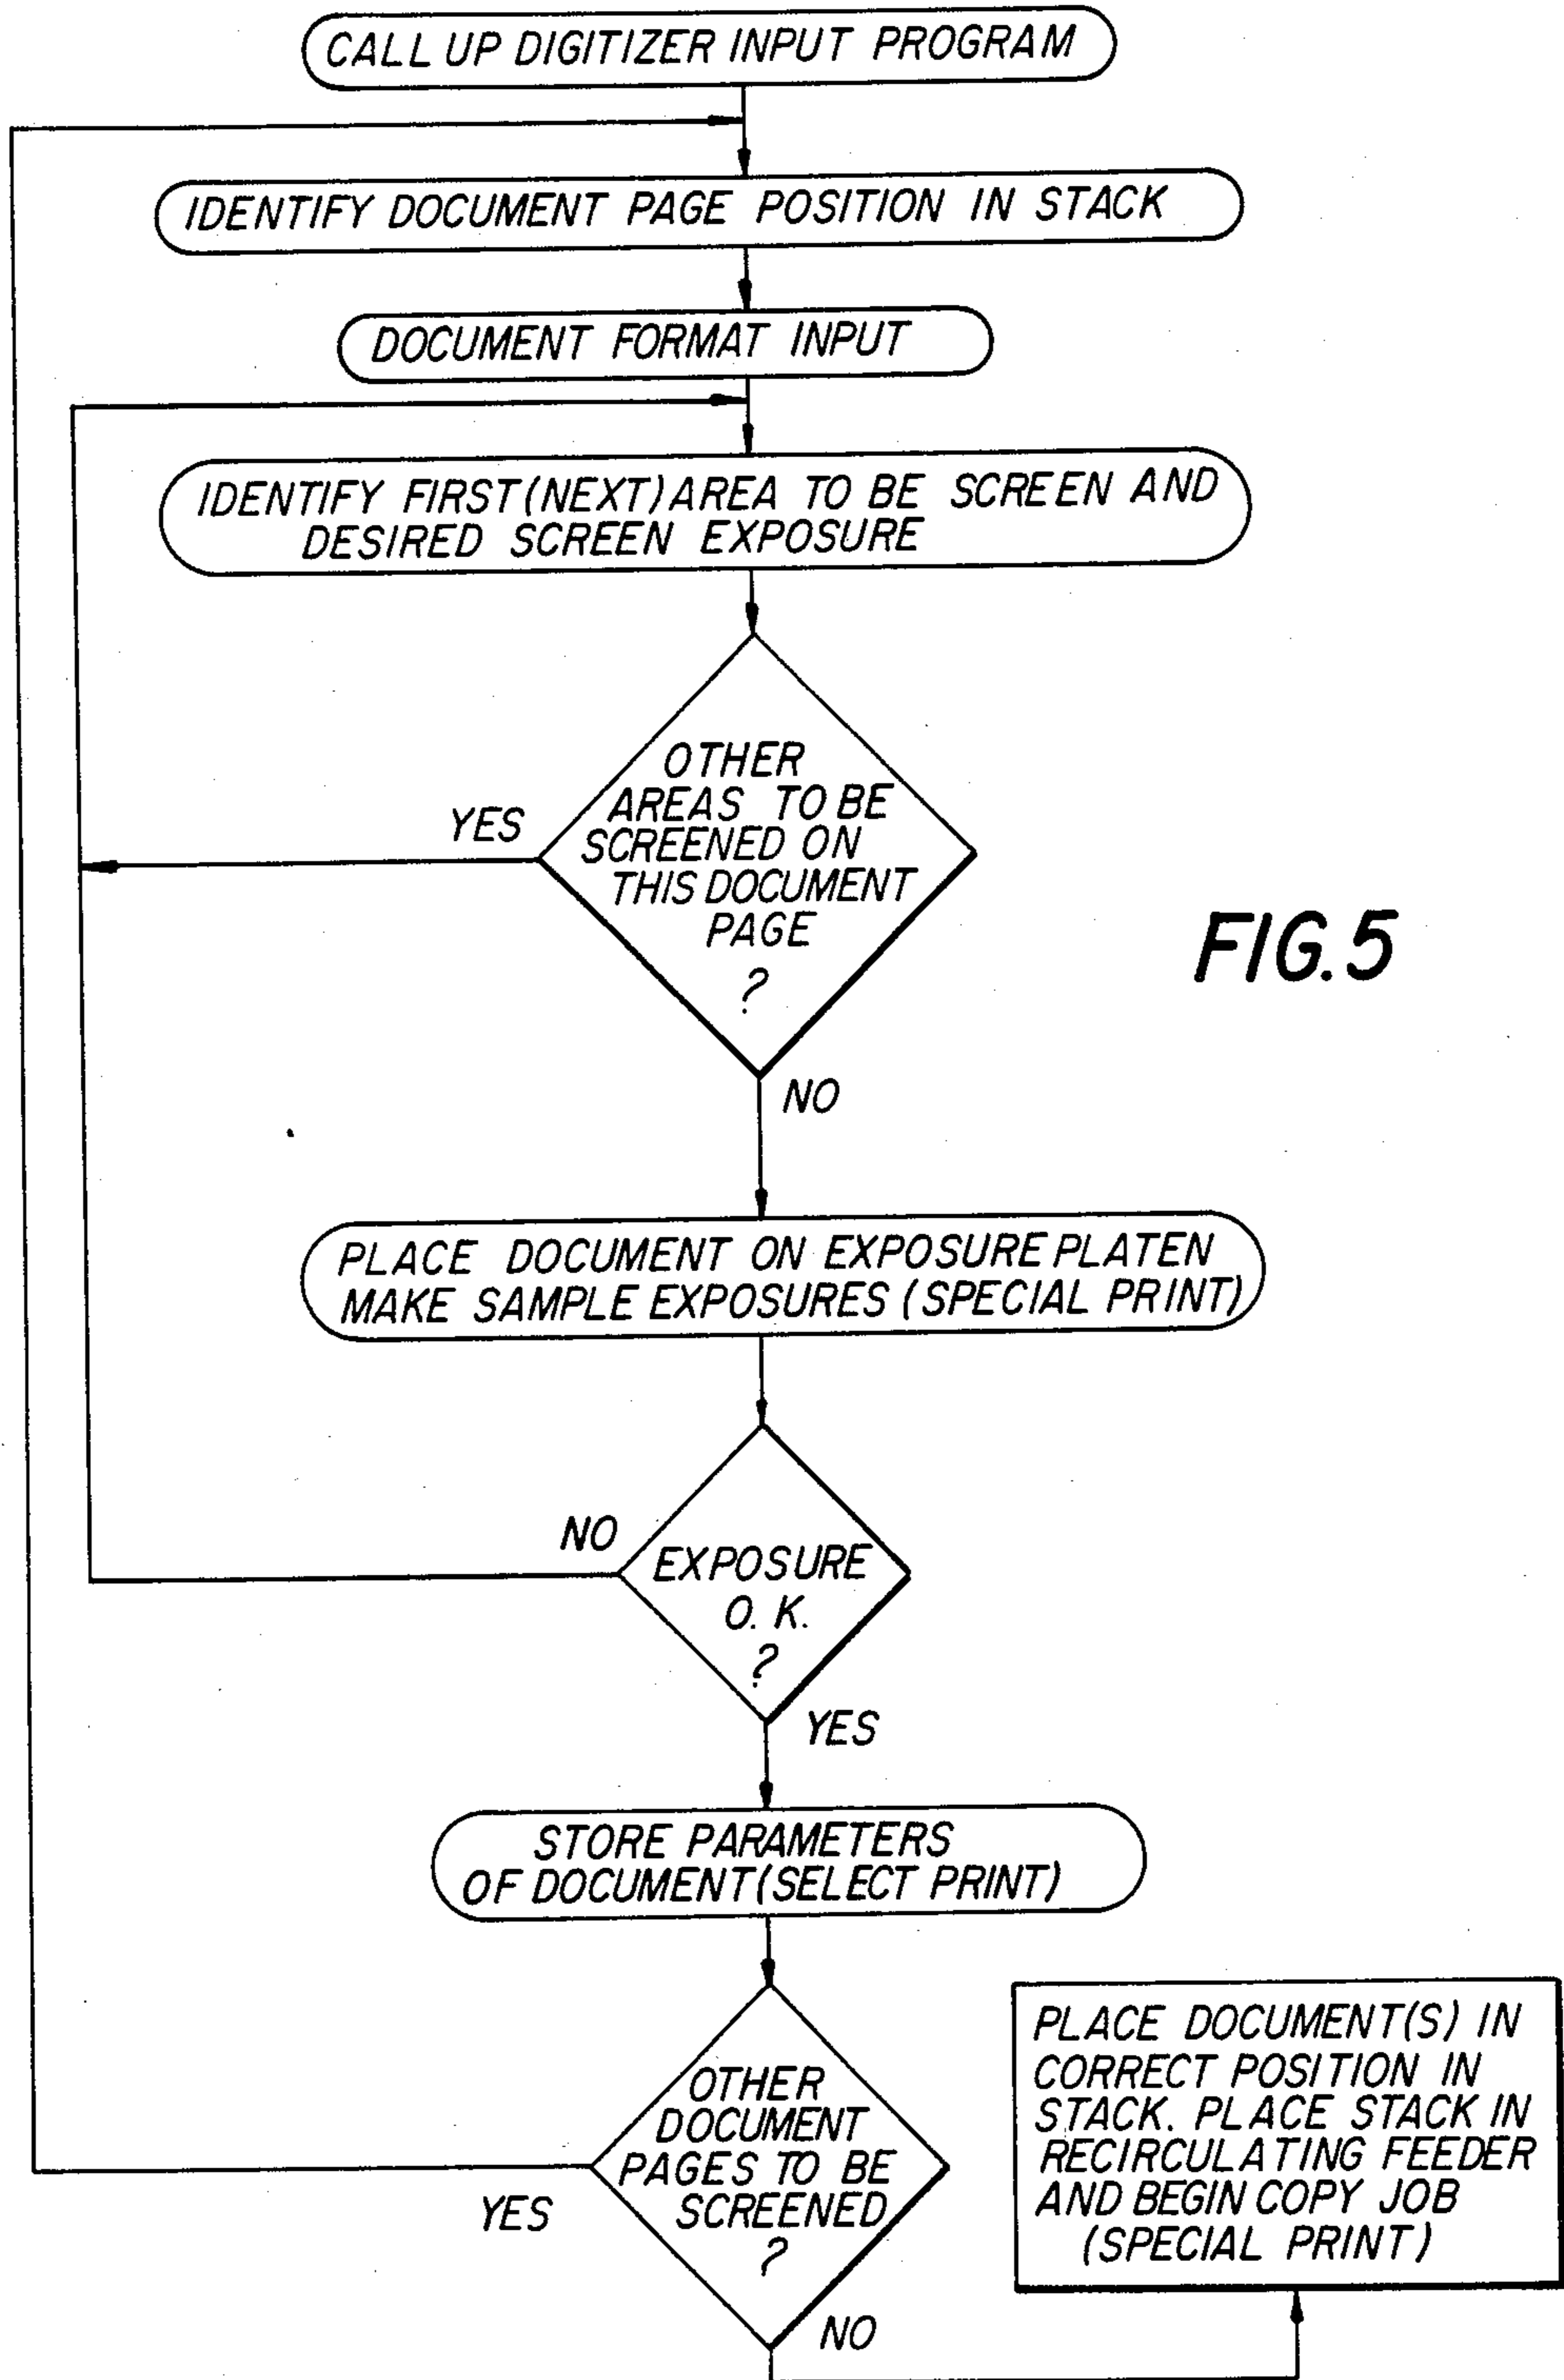 CALL UP DIGITIZER INPUT PROGRAM
IDENTIFY DOCUMENT PAGE POSITION IN STACK
DOCUMENT FORMAT INPUT
IDENTIFY FIRST (NEXT) AREA TO BE SCREEN AND
DESIRED SCREEN EXPOSURE
OTHER
AREAS TO BE
SCREENED ON
THIS DOCUMENT
PAGE
?
YES
NO
FIG. 5
PLACE DOCUMENT ON EXPOSURE PLATEN
MAKE SAMPLE EXPOSURES (SPECIAL PRINT)
EXPOSURE
O. K.
?
NO
YES
STORE PARAMETERS
OF DOCUMENT (SELECT PRINT)
OTHER
DOCUMENT
PAGES TO BE
SCREENED
?
YES
NO
PLACE DOCUMENT(S) IN
CORRECT POSITION IN
STACK. PLACE STACK IN
RECIRCULATING FEEDER
AND BEGIN COPY JOB
(SPECIAL PRINT)